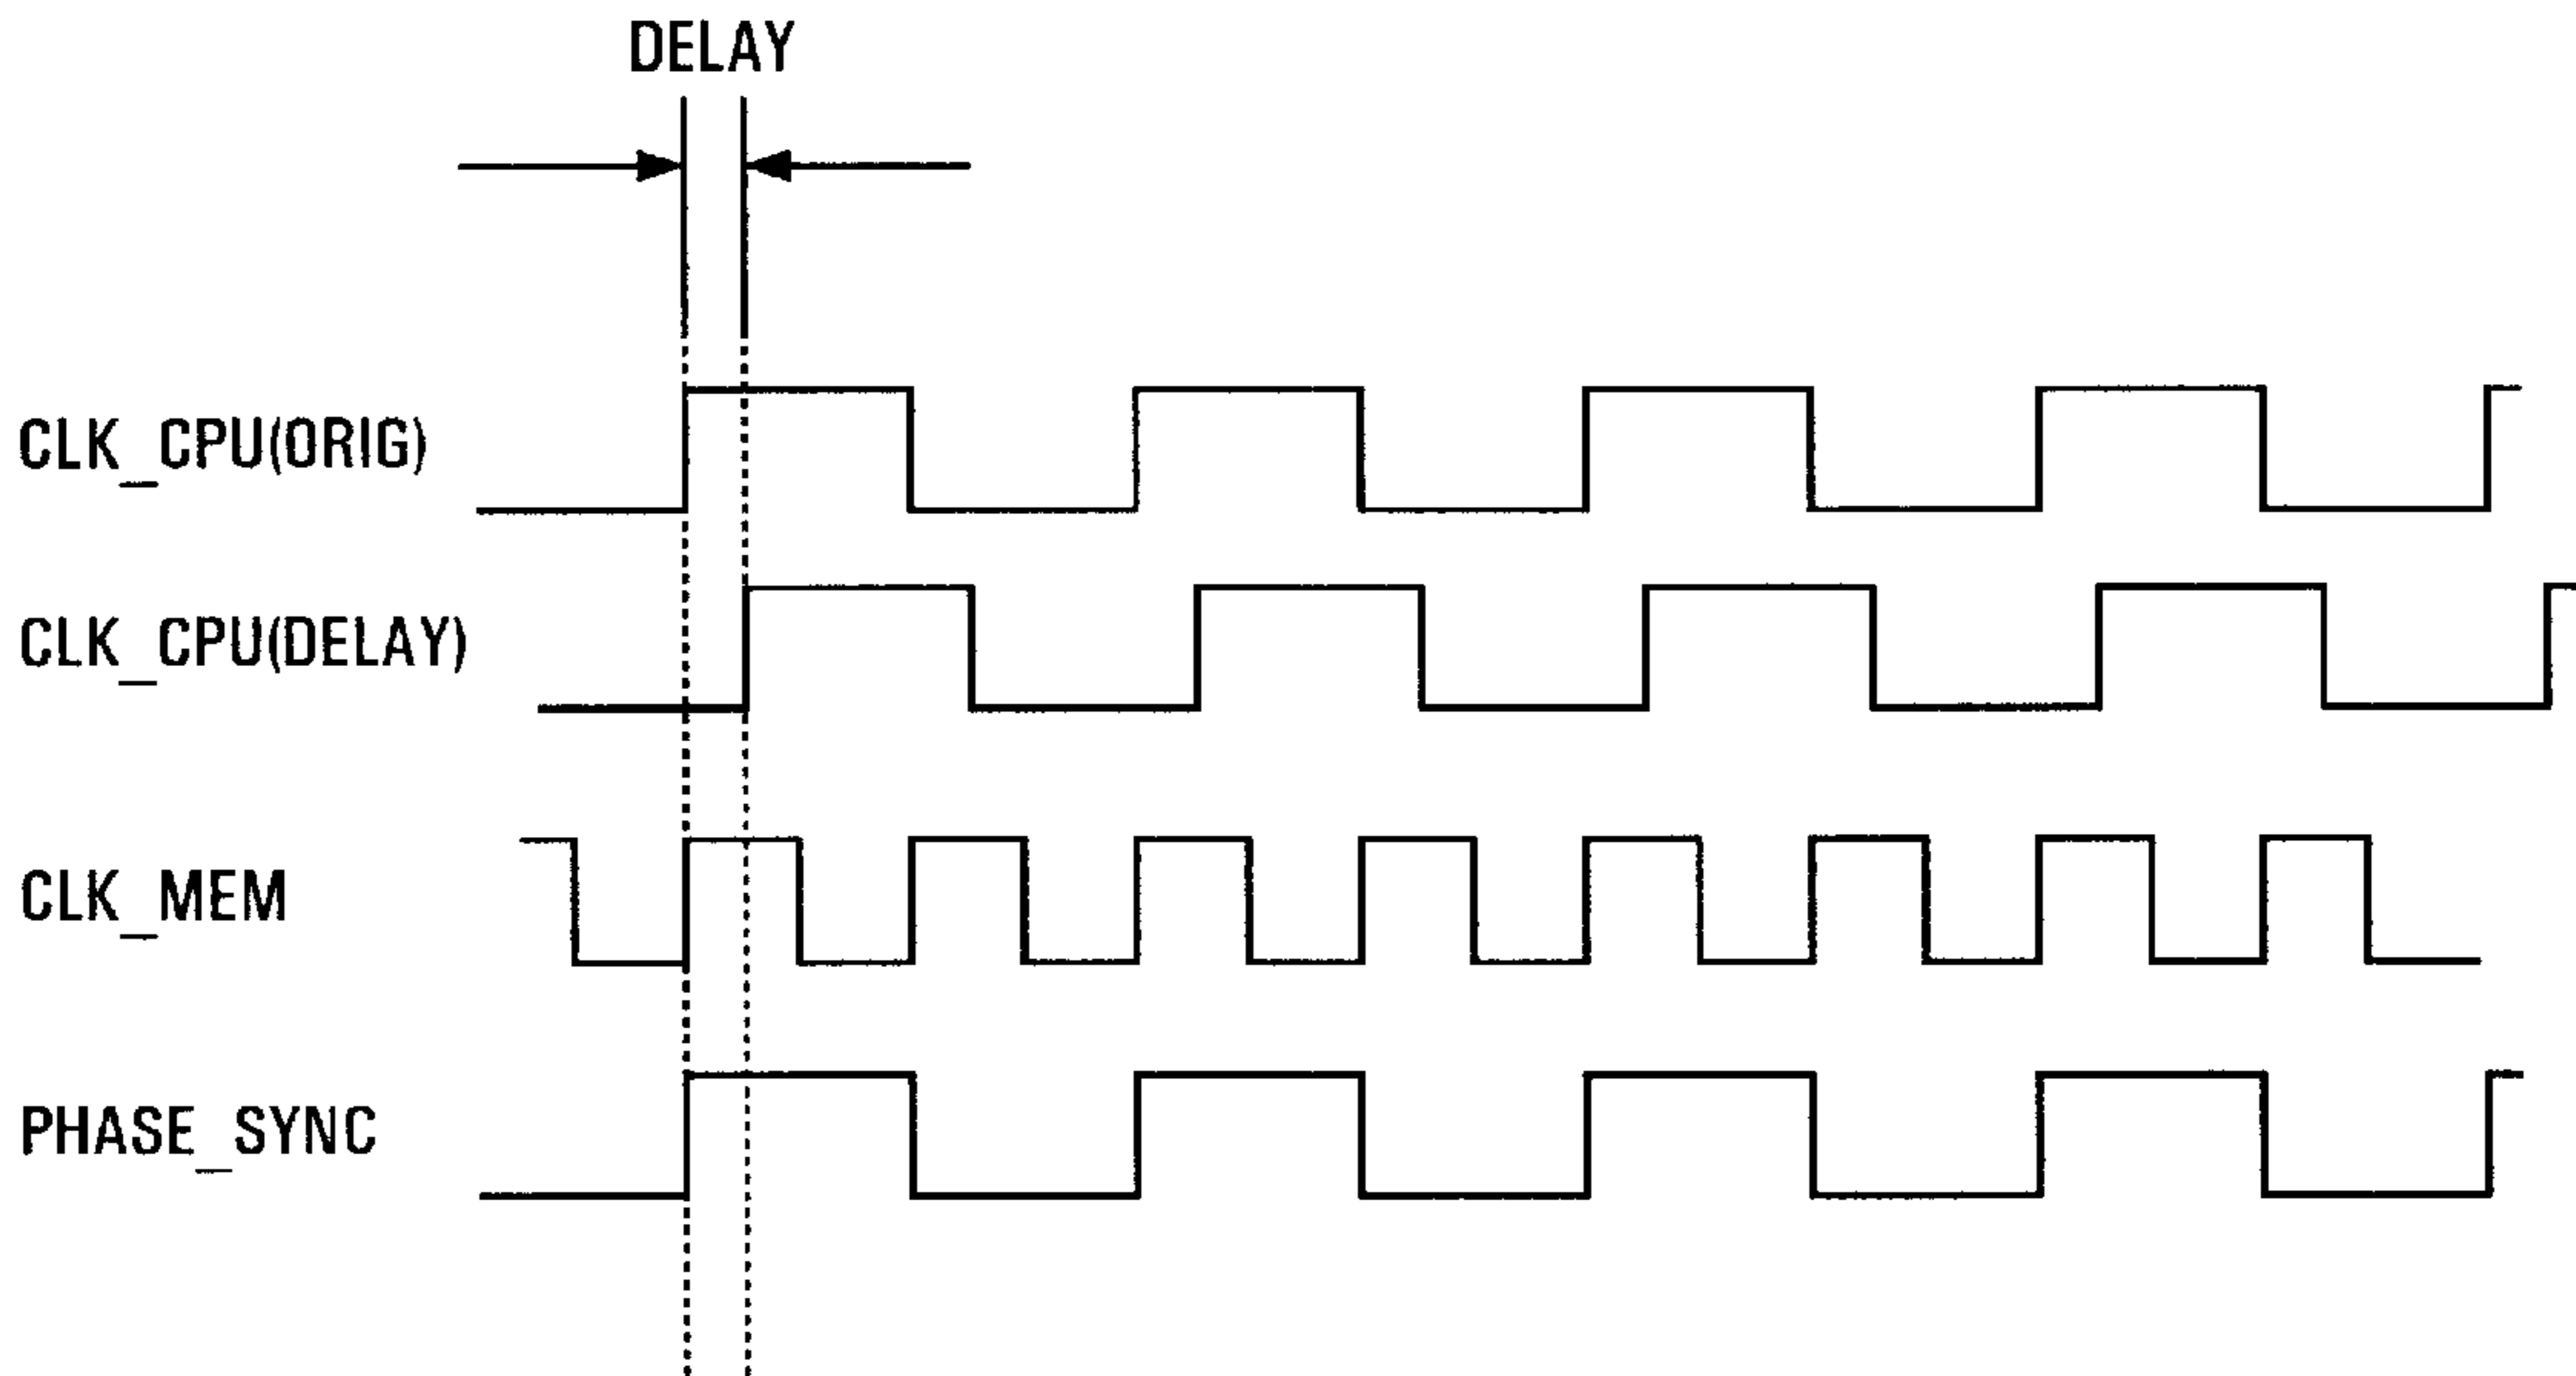 DELAY
CLK_CPU(ORIG)
CLK_CPU(DELAY)
CLK_MEM
PHASE_SYNC